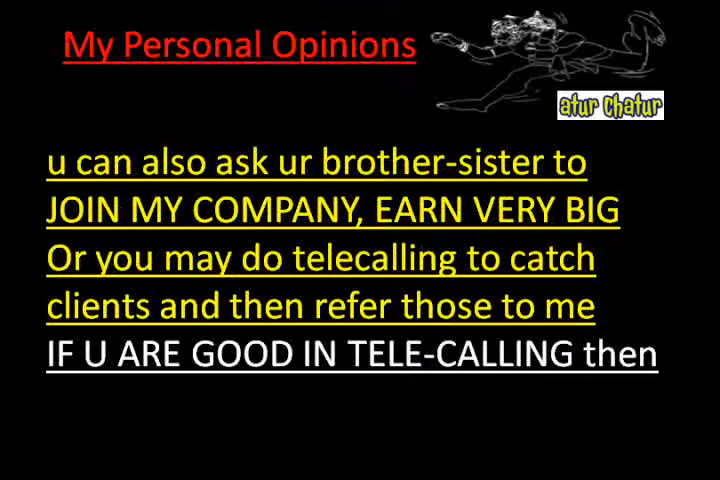 My Personal Opinions
atur chatur
u can also ask ur brother-sister to
JOIN MY COMPANY, EARN VERY BIG
Or you may do telecalling to catch
clients and then refer those to me
IF U ARE GOOD IN TELE-CALLING then